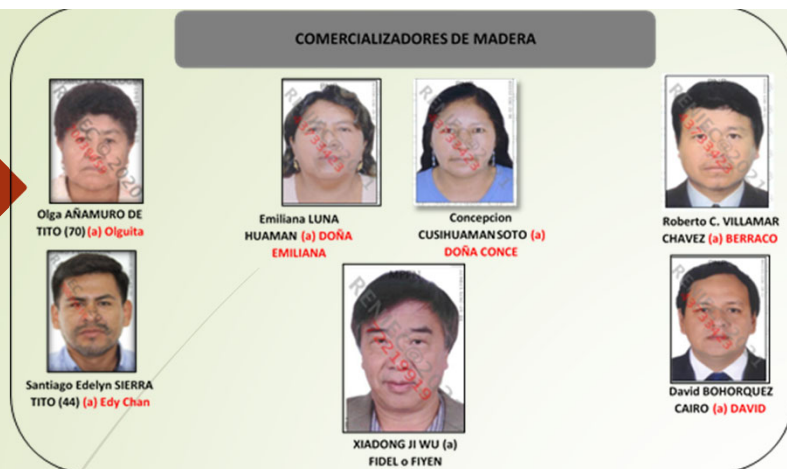 COMERCIALIZADORES DE MADERA
Olga AÑAMURO DE
TITO (70) (a) Olguita
Emiliana LUNA
HUAMAN (a) DOÑA
EMILIANA
Concepcion
CUSIHUAMAN SOTO (a)
DOÑA CONCE
Roberto C. VILLAMAR
CHAVEZ (a) BERRACO
Santiago Edelyn SIERRA
TITO (44) (a) Edy Chan
XIADONG JI WU (a)
FIDEL o FIYEN
David BOHORQUEZ
CAIRO (a) DAVID